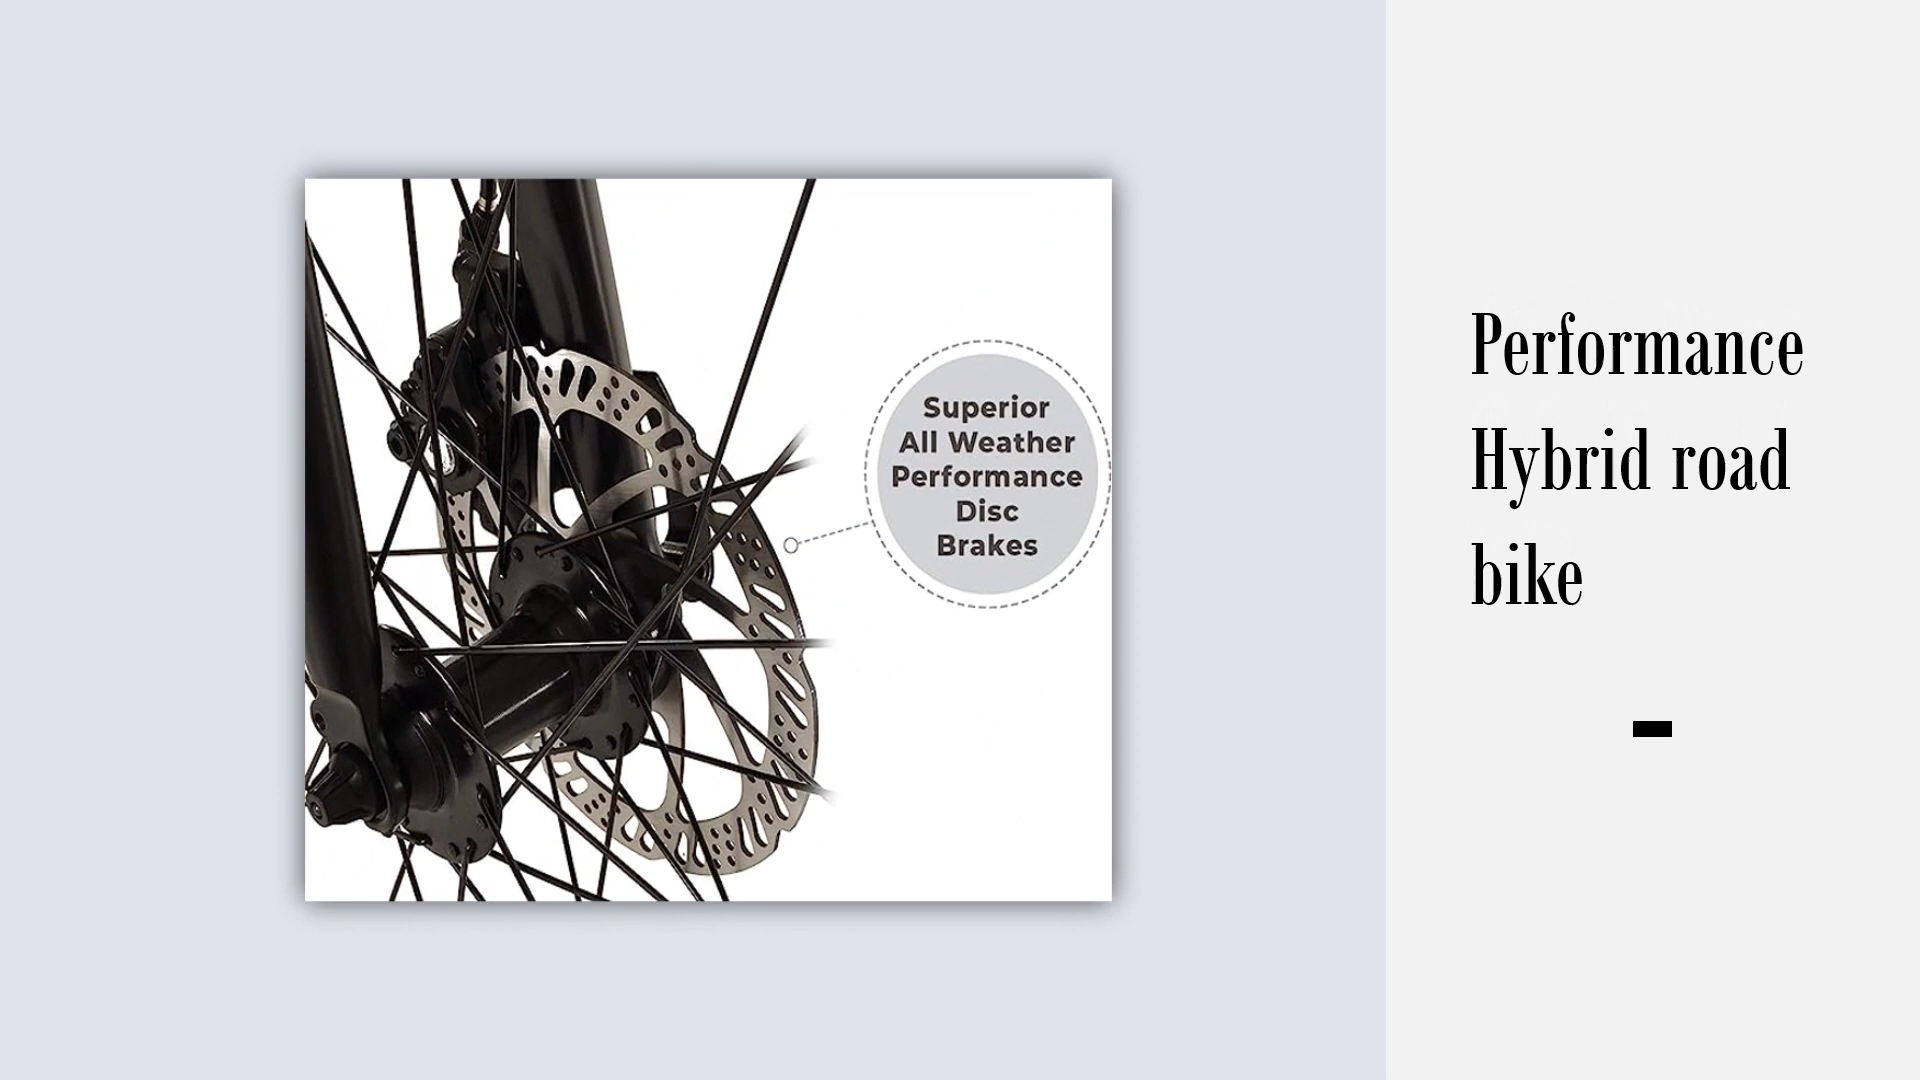 Superior
All Weather
Performance
Disc
Brakes
Performance
Hybrid road
bike